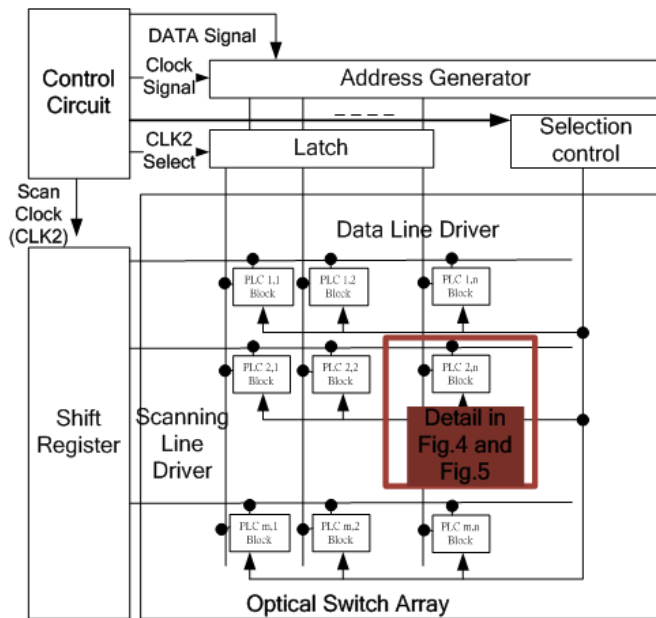 DATA Signal
Control
Circuit
Clock
Signal
Address Generator
CLK2
Select
Latch
Selection
control
Scan
Clock
(CLK2)
Data Line Driver
PLC 1,1
Block
PLC 1,2
Block
PLC 1,n
Block
PLC 2,1
Block
PLC 2,2
Block
PLC 2,n
Block
Shift
Register
Scanning
Line
Driver
Detail in
Fig.4 and
Fig.5
PLC m,1
Block
PLC m,2
Block
PLC m,n
Block
Optical Switch Array